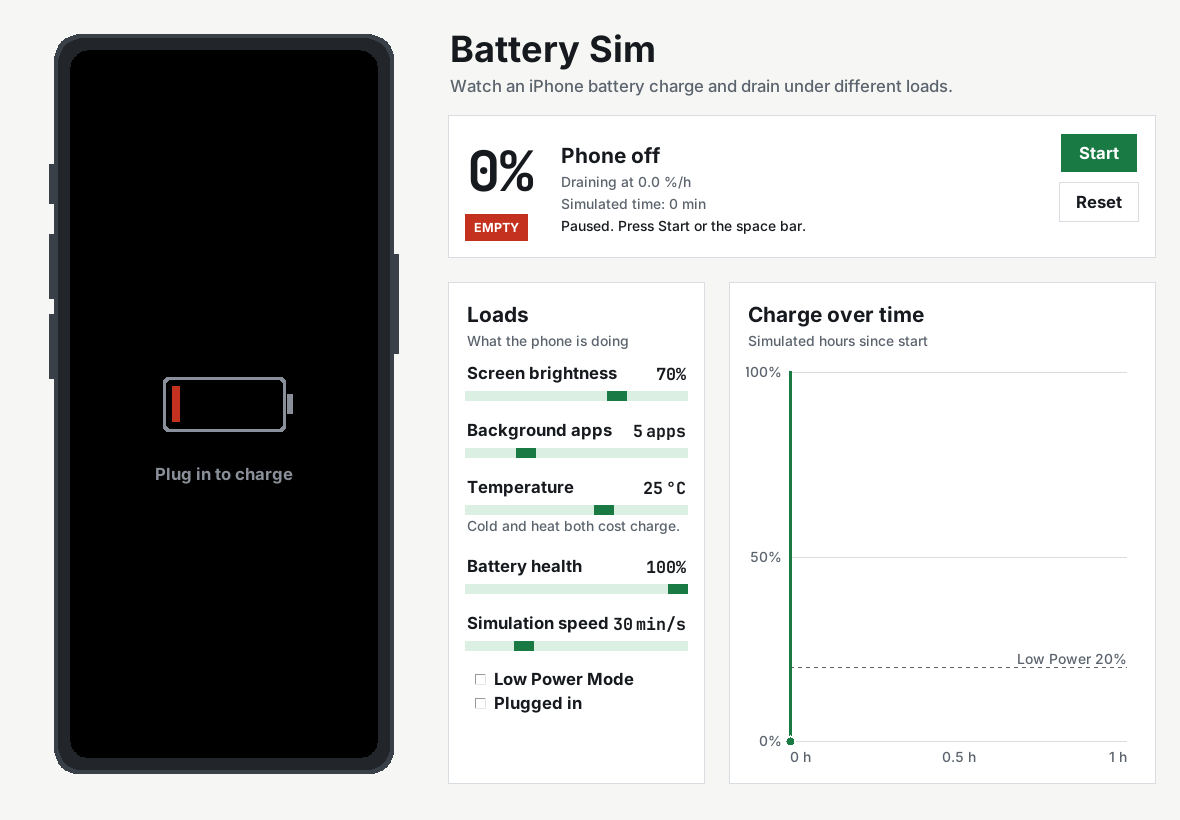 Battery Sim
Watch an iPhone battery charge and drain under different loads.
0%
EMPTY
Phone off
Draining at 0.0 %/h
Simulated time: 0 min
Paused. Press Start or the space bar.
Start
Reset
Plug in to charge
Loads
What the phone is doing
Screen brightness 70%
Background apps 5 apps
Temperature 25 °C
Cold and heat both cost charge.
Battery health 100%
Simulation speed 30 min/s
Low Power Mode
Plugged in
Charge over time
Simulated hours since start
100%
50%
Low Power 20%
0%
0 h 0.5 h 1 h